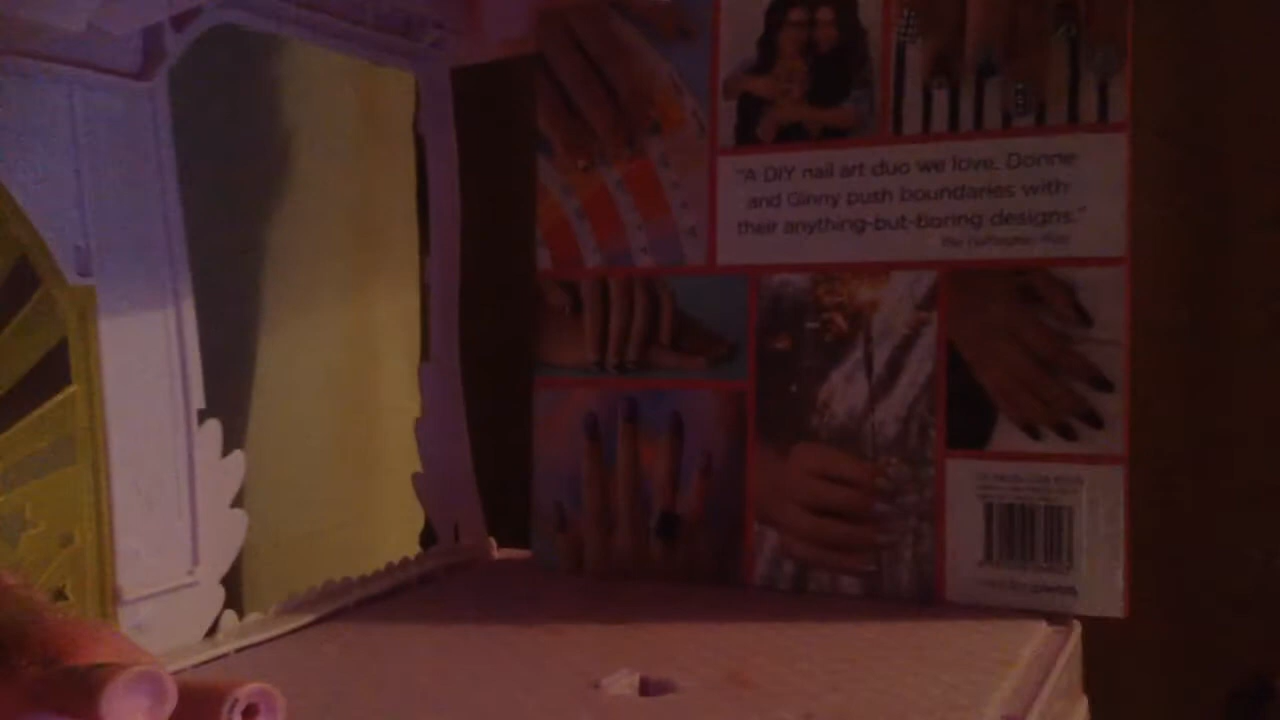 "A DIY nail art duo we love. Donne
and Ginny push boundaries with
their anything-but-boring designs."